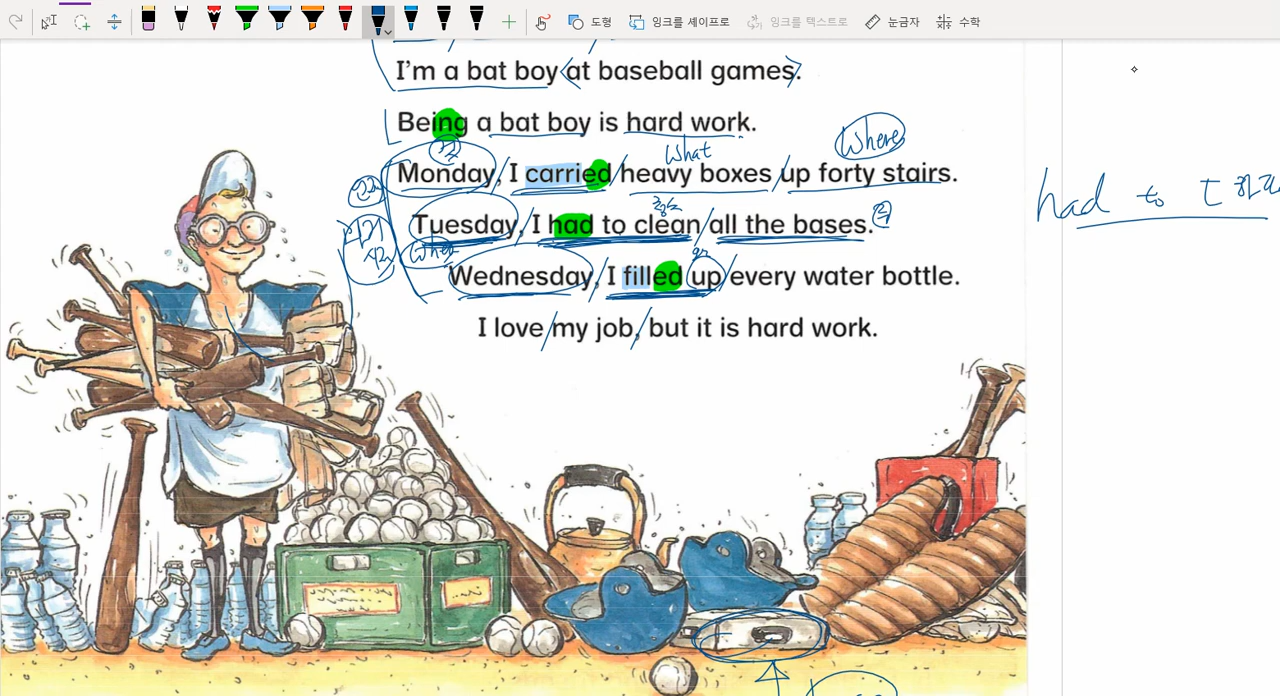 도형
잉크를 셰이프로
잉크를 텍스트로
눈금자
수학
I'm a bat boy at baseball games.
Being a bat boy is hard work.
What
Where
Monday, I carried heavy boxes up forty stairs.
had to
Tuesday, I had to clean all the bases.
When
Wednesday, I filled up every water bottle.
I love my job, but it is hard work.